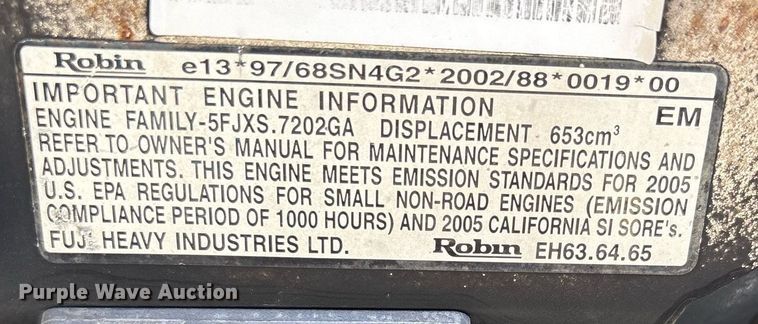 Robin e13*97/68SN4G2*2002/88*0019*00
IMPORTANT ENGINE INFORMATION EM
ENGINE FAMILY-5FJXS.7202GA DISPLACEMENT 653cm³
REFER TO OWNER'S MANUAL FOR MAINTENANCE SPECIFICATIONS AND
ADJUSTMENTS. THIS ENGINE MEETS EMISSION STANDARDS FOR 2005
U.S. EPA REGULATIONS FOR SMALL NON-ROAD ENGINES (EMISSION
COMPLIANCE PERIOD OF 1000 HOURS) AND 2005 CALIFORNIA SI SORE's.
FUJI HEAVY INDUSTRIES LTD. Robin EH63.64.65
Purple Wave Auction